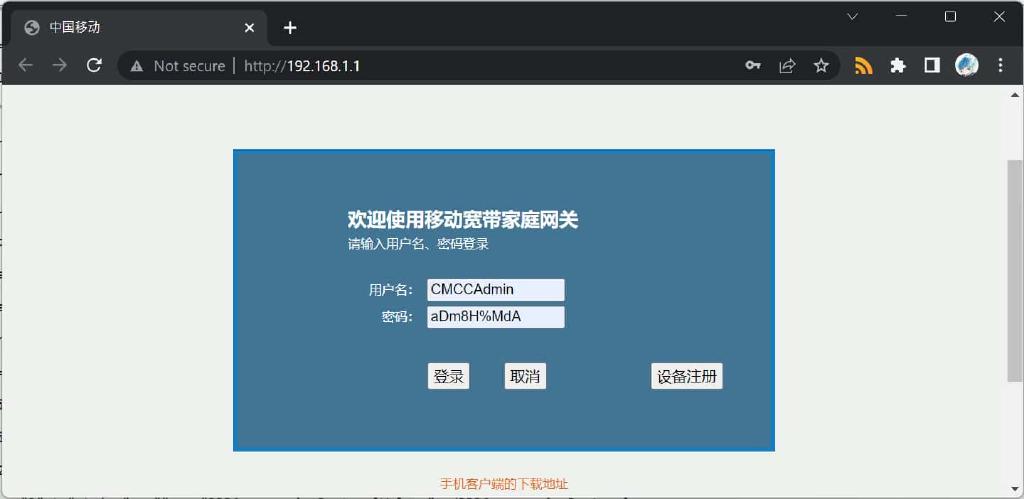 中国移动
Not secure | http://192.168.1.1
欢迎使用移动宽带家庭网关
请输入用户名、密码登录
用户名： CMCCAdmin
密码： aDm8H%MdA
登录 取消 设备注册
手机客户端的下载地址